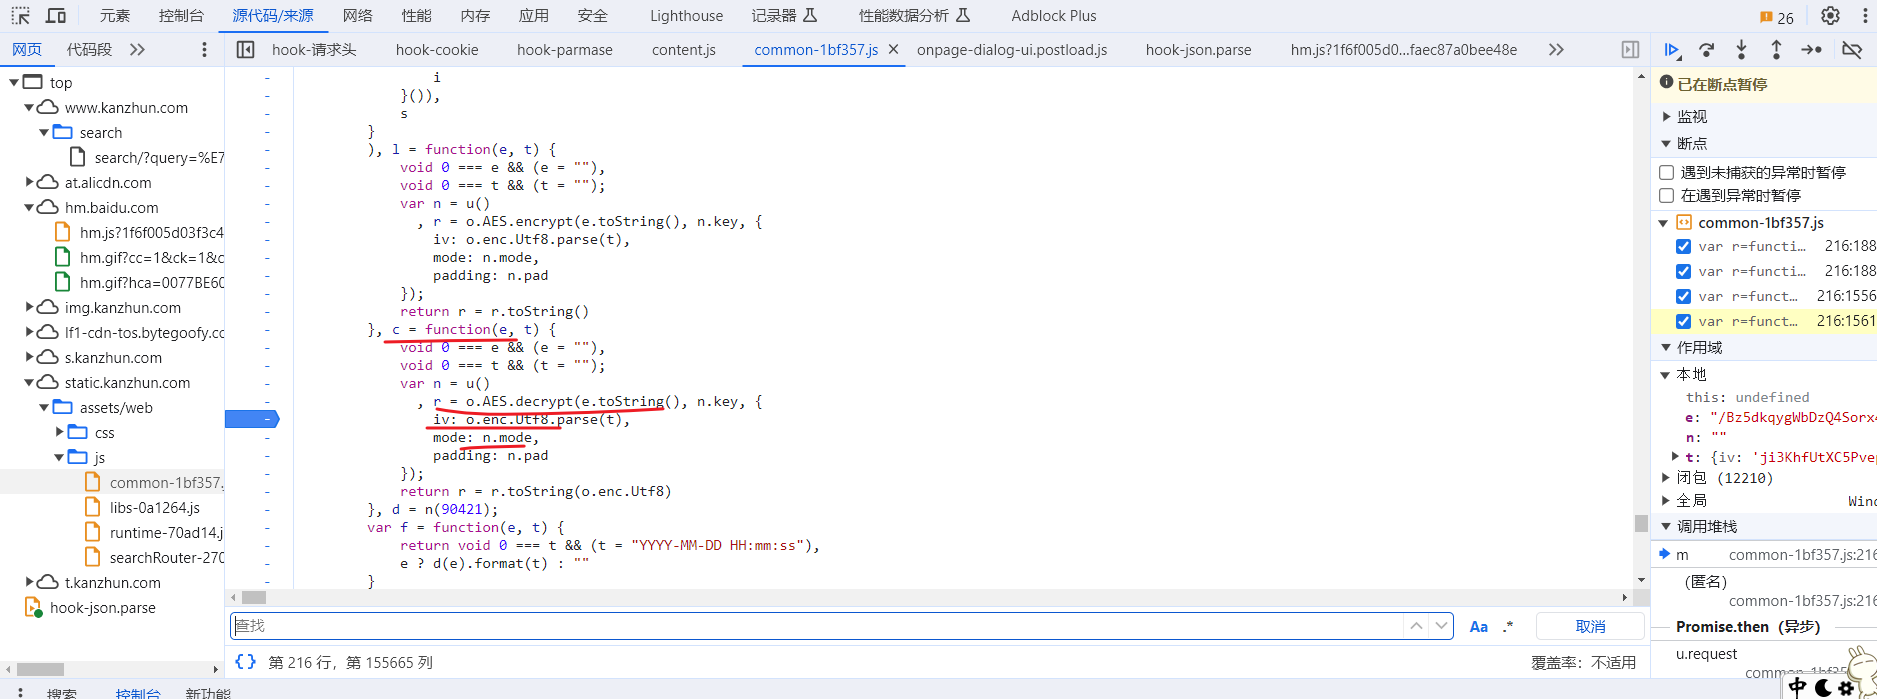 元素 控制台 源代码/来源 网络 性能 内存 应用 安全 Lighthouse 记录器 性能数据分析 Adblock Plus 26
网页 代码段 hook-请求头 hook-cookie hook-parmase content.js common-1bf357.js onpage-dialog-ui.postload.js hook-json.parse hm.js?1f6f005d0...faec87a0bee48e
top
www.kanzhun.com
search
search/?query=%E7
at.alicdn.com
hm.baidu.com
hm.js?1f6f005d03f3c4
hm.gif?cc=1&ck=1&c
hm.gif?hca=0077BE60
img.kanzhun.com
lf1-cdn-tos.bytegoofy.cc
s.kanzhun.com
static.kanzhun.com
assets/web
css
js
common-1bf357.
libs-0a1264.js
runtime-70ad14.j
searchRouter-270
t.kanzhun.com
hook-json.parse
i
}()),
s
}
), l = function(e, t) {
void 0 === e && (e = ""),
void 0 === t && (t = "");
var n = u()
, r = o.AES.encrypt(e.toString(), n.key, {
iv: o.enc.Utf8.parse(t),
mode: n.mode,
padding: n.pad
});
return r = r.toString()
}, c = function(e, t) {
void 0 === e && (e = ""),
void 0 === t && (t = "");
var n = u()
, r = o.AES.decrypt(e.toString(), n.key, {
iv: o.enc.Utf8.parse(t),
mode: n.mode,
padding: n.pad
});
return r = r.toString(o.enc.Utf8)
}, d = n(90421);
var f = function(e, t) {
return void 0 === t && (t = "YYYY-MM-DD HH:mm:ss"),
e ? d(e).format(t) : ""
}
查找 Aa .* 取消
{} 第 216 行，第 155665 列 覆盖率：不适用
已在断点暂停
监视
断点
遇到未捕获的异常时暂停
在遇到异常时暂停
common-1bf357.js
var r=functi… 216:188
var r=functi… 216:188
var r=funct… 216:1556
var r=funct… 216:1561
作用域
本地
this: undefined
e: "/Bz5dkqygWbDzQ4Sorx
n: ""
t: {iv: 'ji3KhfUtXC5Pvep
闭包 (12210)
全局 Win
调用堆栈
m common-1bf357.js:216
(匿名)
common-1bf357.js:216
Promise.then（异步）
u.request
搜索 控制台 新功能
中